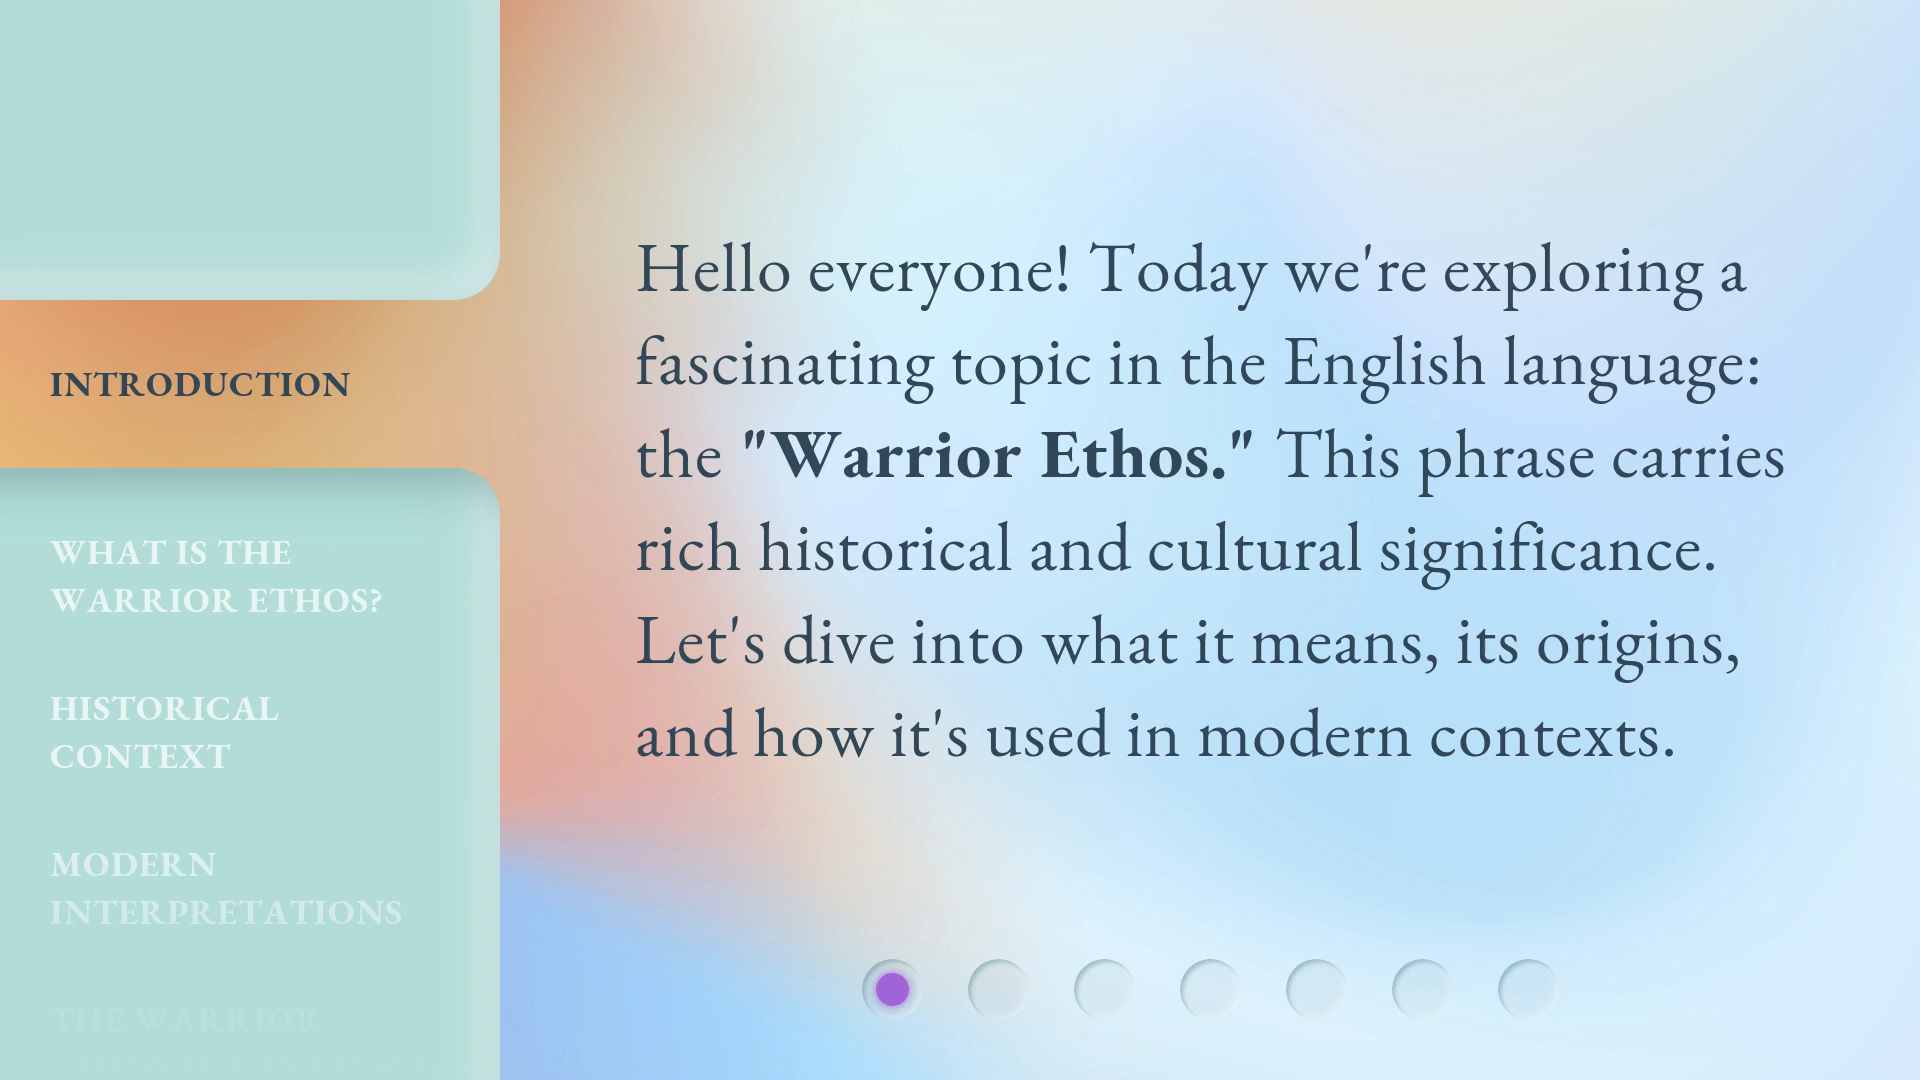 INTRODUCTION
WHAT IS THE
WARRIOR ETHOS?
HISTORICAL
CONTEXT
MODERN
INTERPRETATIONS
THE WARRIOR
Hello everyone! Today we're exploring a
fascinating topic in the English language:
the "Warrior Ethos." This phrase carries
rich historical and cultural significance.
Let's dive into what it means, its origins,
and how it's used in modern contexts.